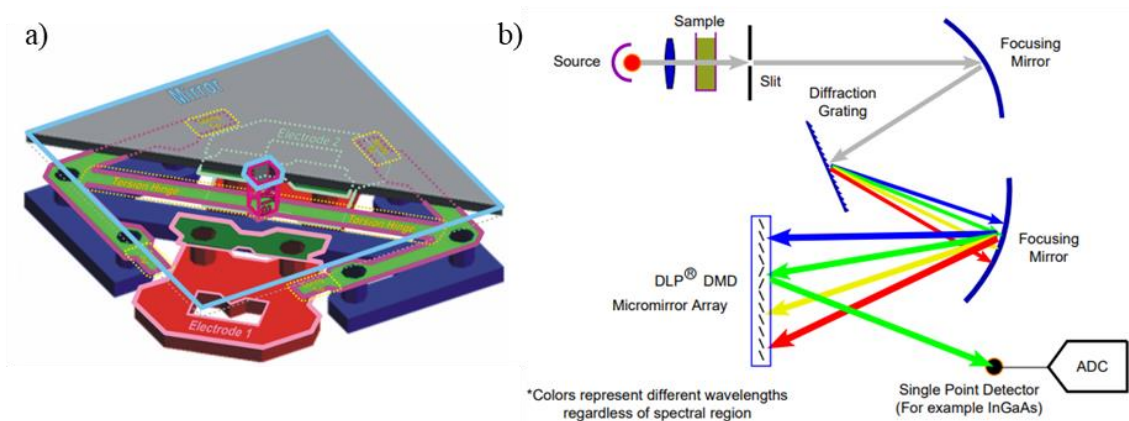 a)
Mirror
Electrode 2
Torsion Hinge
Torsion Hinge
Electrode 1
b)
Sample
Source
Slit
Focusing
Mirror
Diffraction
Grating
Focusing
Mirror
DLP® DMD
Micromirror Array
ADC
Single Point Detector
(For example InGaAs)
*Colors represent different wavelengths
regardless of spectral region